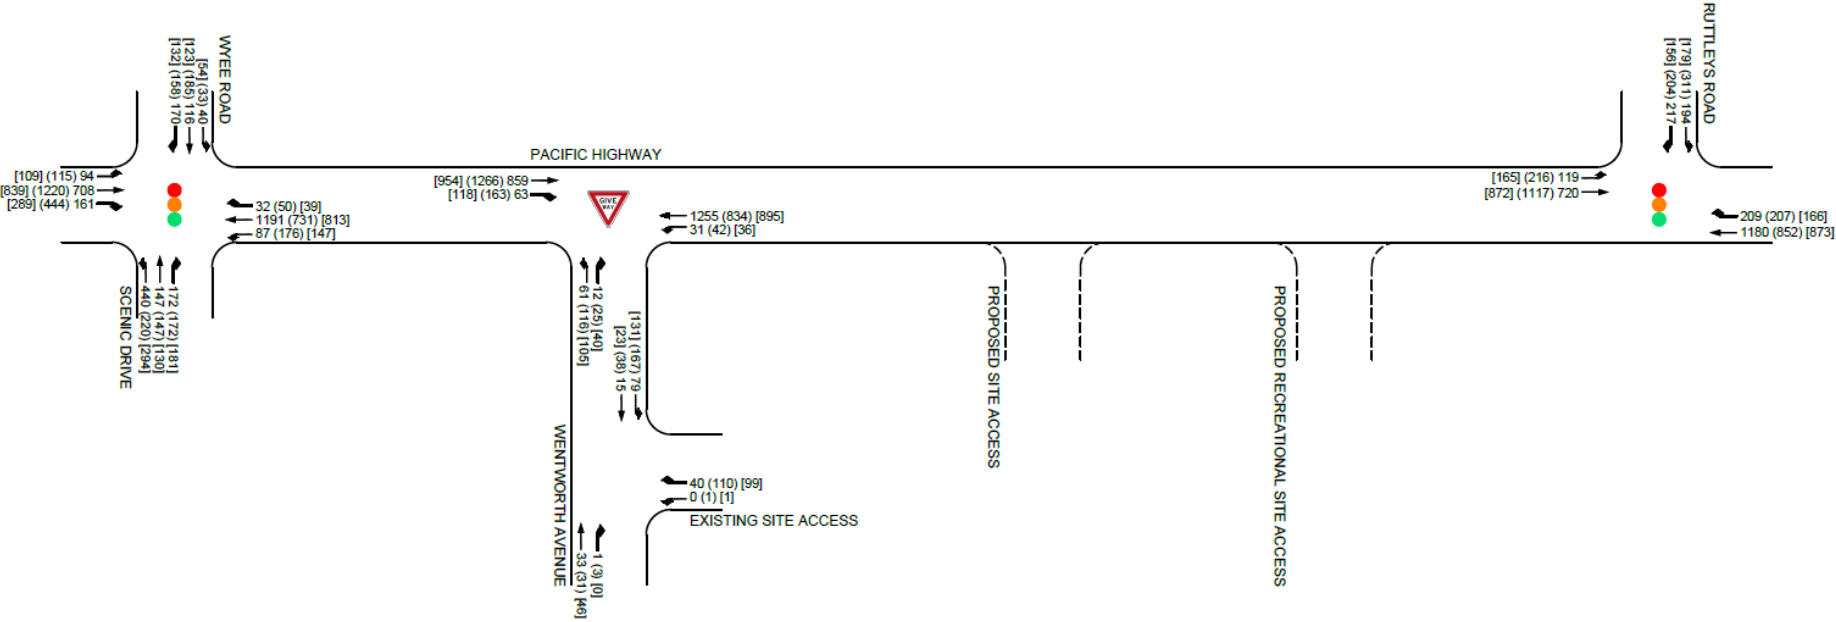 WYEE ROAD
[54] (33) 40
[123] (185) 116
[132] (158) 170
[109] (115) 94
[839] (1220) 708
[289] (444) 161
32 (50) [39]
1191 (731) [813]
87 (176) [147]
SCENIC DRIVE
440 (220) [294]
147 (147) [130]
172 (172) [181]
PACIFIC HIGHWAY
[954] (1266) 859
[118] (163) 63
GIVE
WAY
1255 (834) [895]
31 (42) [36]
61 (116) [105]
12 (25) [40]
[131] (167) 79
[23] (38) 15
WENTWORTH AVENUE
40 (110) [99]
0 (1) [1]
EXISTING SITE ACCESS
33 (31) [46]
1 (3) [0]
PROPOSED SITE ACCESS
PROPOSED RECREATIONAL SITE ACCESS
RUTTLEYS ROAD
[179] (311) 194
[156] (204) 217
[165] (216) 119
[872] (1117) 720
209 (207) [166]
1180 (852) [873]